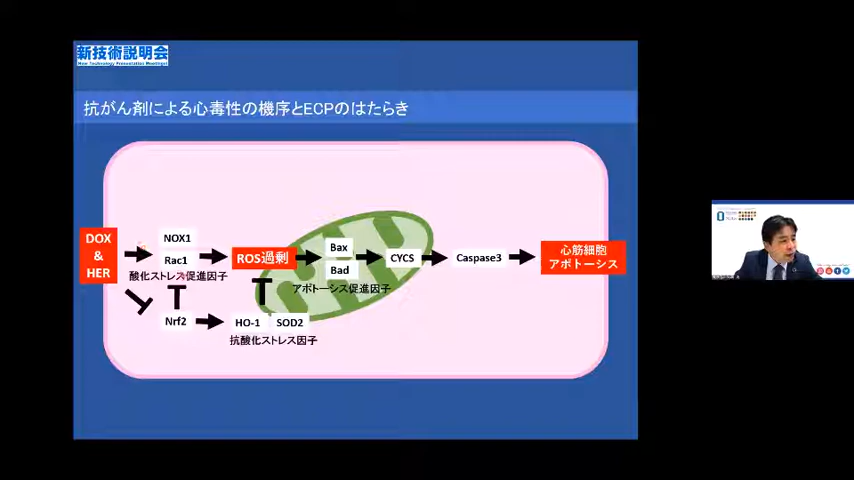 新技術説明会
New Technology Presentation Meetings!
抗がん剤による心毒性の機序とECPのはたらき
DOX
&
HER
NOX1
Rac1
酸化ストレス促進因子
Nrf2
ROS過剰
HO-1
SOD2
抗酸化ストレス因子
Bax
Bad
アポトーシス促進因子
CYCS
Caspase3
心筋細胞
アポトーシス